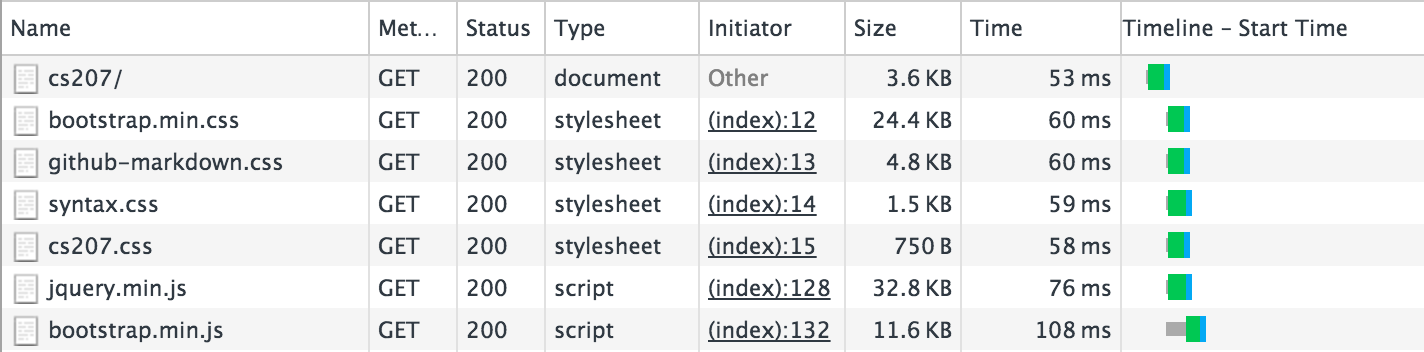 Name Met... Status Type Initiator Size Time Timeline – Start Time
cs207/ GET 200 document Other 3.6 KB 53 ms
bootstrap.min.css GET 200 stylesheet (index):12 24.4 KB 60 ms
github-markdown.css GET 200 stylesheet (index):13 4.8 KB 60 ms
syntax.css GET 200 stylesheet (index):14 1.5 KB 59 ms
cs207.css GET 200 stylesheet (index):15 750 B 58 ms
jquery.min.js GET 200 script (index):128 32.8 KB 76 ms
bootstrap.min.js GET 200 script (index):132 11.6 KB 108 ms